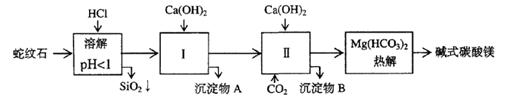 HCl
Ca(OH)₂
Ca(OH)₂
蛇纹石
溶解
pH<1
I
II
Mg(HCO₃)₂
热解
碱式碳酸镁
SiO₂↓
沉淀物 A
CO₂
沉淀物 B